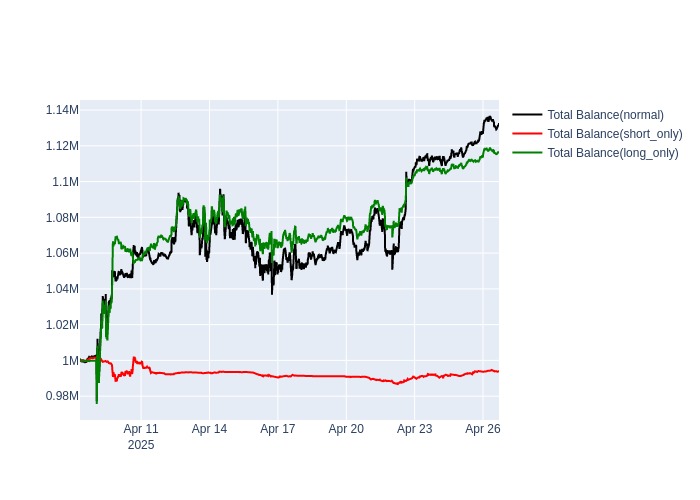 1.14M
1.12M
1.1M
1.08M
1.06M
1.04M
1.02M
1M
0.98M
Apr 11
2025
Apr 14
Apr 17
Apr 20
Apr 23
Apr 26
Total Balance(normal)
Total Balance(short_only)
Total Balance(long_only)